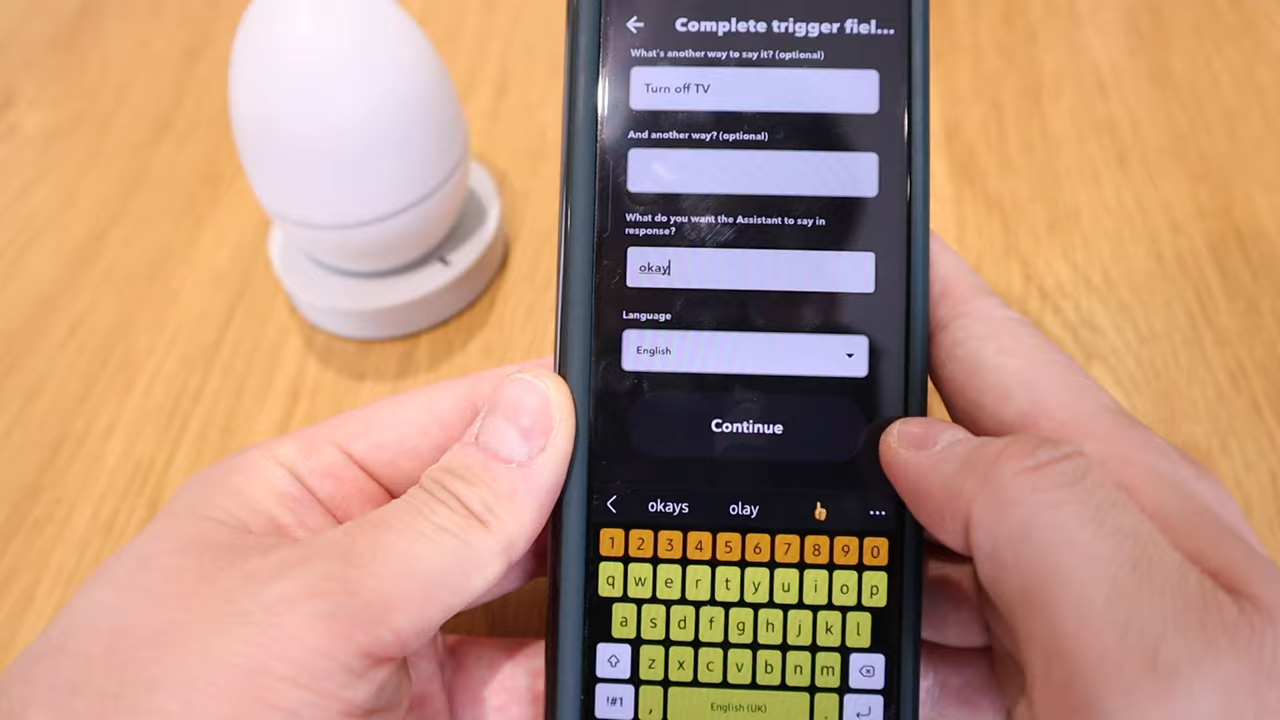 Complete trigger fiel...
What's another way to say it? (optional)
Turn off TV
And another way? (optional)
What do you want the Assistant to say in
response?
okay
Language
English
Continue
okays olay 👍 ...
1 2 3 4 5 6 7 8 9 0
q w e r t y u i o p
a s d f g h j k l
z x c v b n m
!#1 , English (UK) .